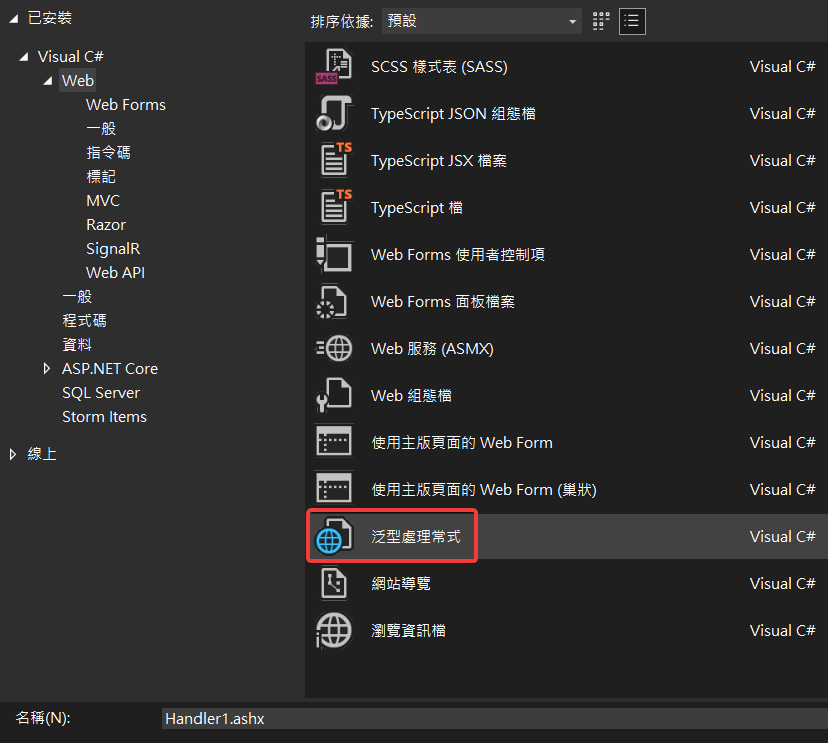 已安裝
Visual C#
Web
Web Forms
一般
指令碼
標記
MVC
Razor
SignalR
Web API
一般
程式碼
資料
ASP.NET Core
SQL Server
Storm Items
線上
排序依據: 預設
SASS SCSS 樣式表 (SASS) Visual C#
TypeScript JSON 組態檔 Visual C#
TS TypeScript JSX 檔案 Visual C#
TS TypeScript 檔 Visual C#
Web Forms 使用者控制項 Visual C#
Web Forms 面板檔案 Visual C#
Web 服務 (ASMX) Visual C#
Web 組態檔 Visual C#
使用主版頁面的 Web Form Visual C#
使用主版頁面的 Web Form (巢狀) Visual C#
泛型處理常式 Visual C#
網站導覽 Visual C#
瀏覽資訊檔 Visual C#
名稱(N): Handler1.ashx